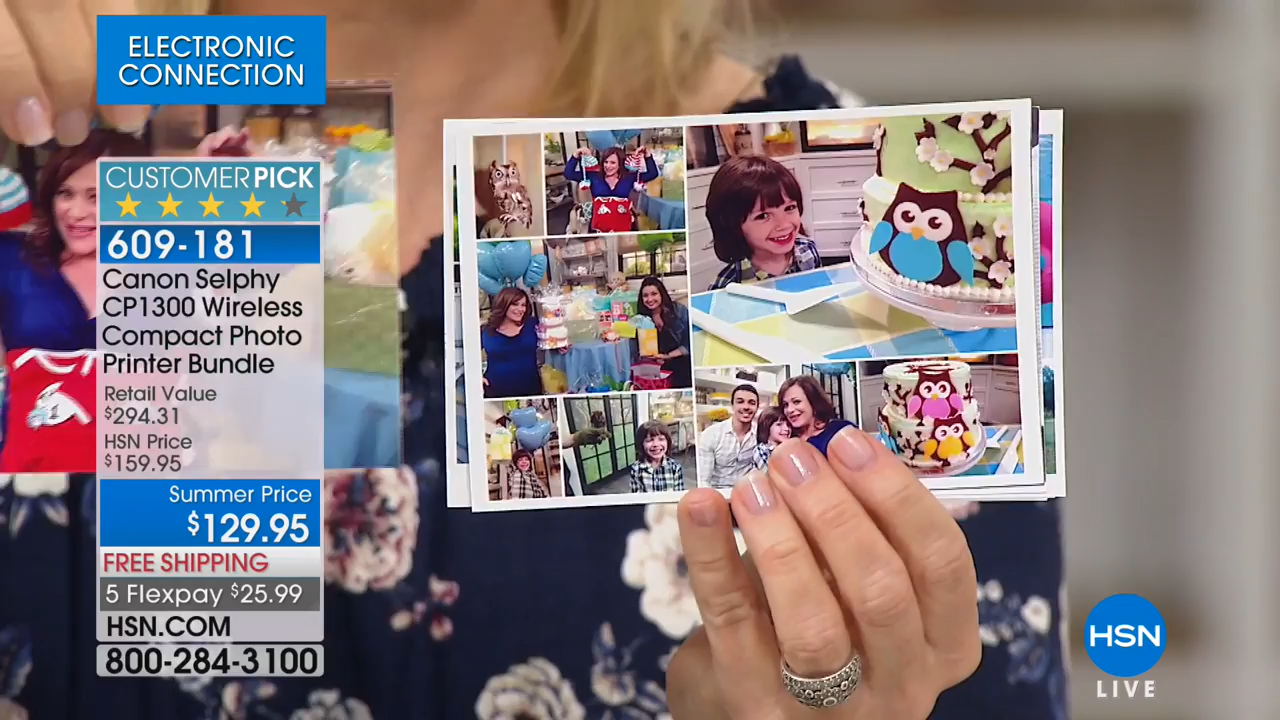 ELECTRONIC
CONNECTION
CUSTOMER PICK
609-181
Canon Selphy
CP1300 Wireless
Compact Photo
Printer Bundle
Retail Value
$294.31
HSN Price
$159.95
Summer Price
$129.95
FREE SHIPPING
5 Flexpay $25.99
HSN.COM
800-284-3100
HSN
LIVE